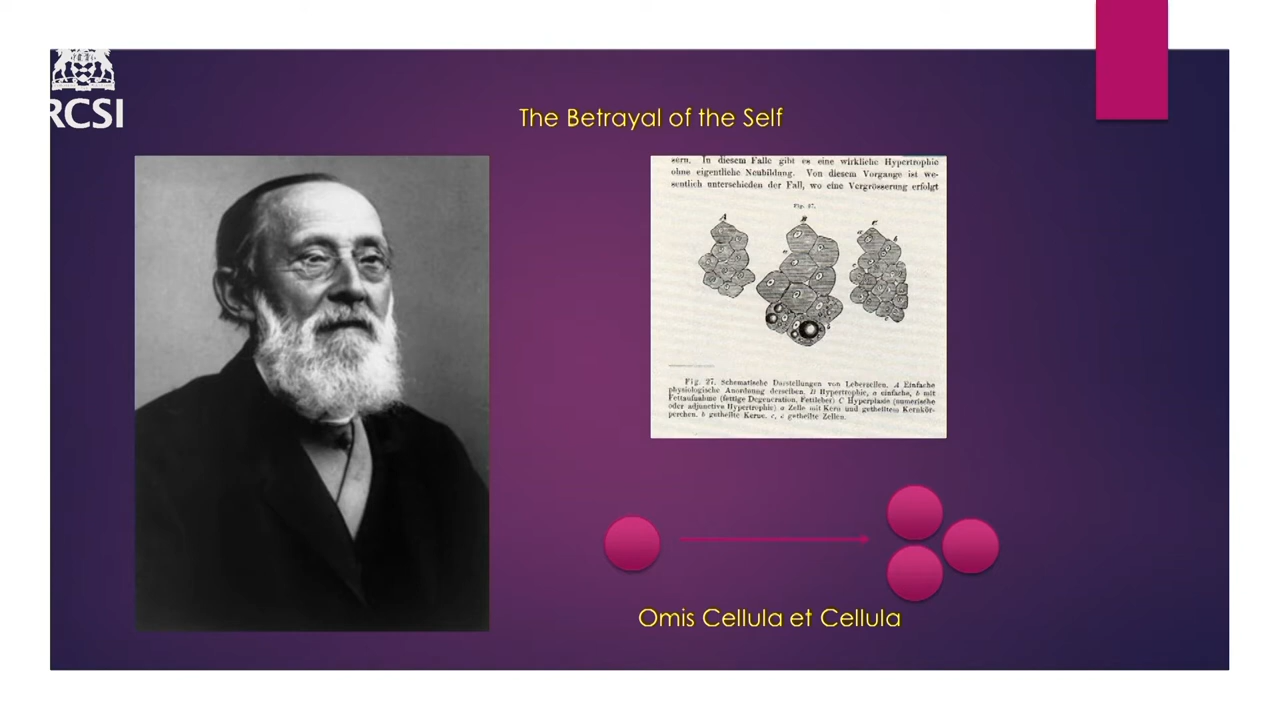 RCSI
The Betrayal of the Self
sern. In diesem Falle gibt es eine wirkliche Hypertrophie
ohne eigentliche Neubildung. Von diesem Vorgange ist we-
sentlich unterschieden der Fall, wo eine Vergrösserung erfolgt
Fig. 27.
A
B
C
a
b
Fig. 27. Schematische Darstellungen von Leberzellen. A Einfache
physiologische Anordnung derselben. B Hypertrophie, a einfache, b mit
Fettaufnahme (fettige Degeneration, Fettleber) C Hyperplasie (numerische
oder adjunctive Hypertrophie) a Zelle mit Kern und getheiltem Kernkör-
perchen. b getheilte Kerne. c, c getheilte Zellen.
Omis Cellula et Cellula